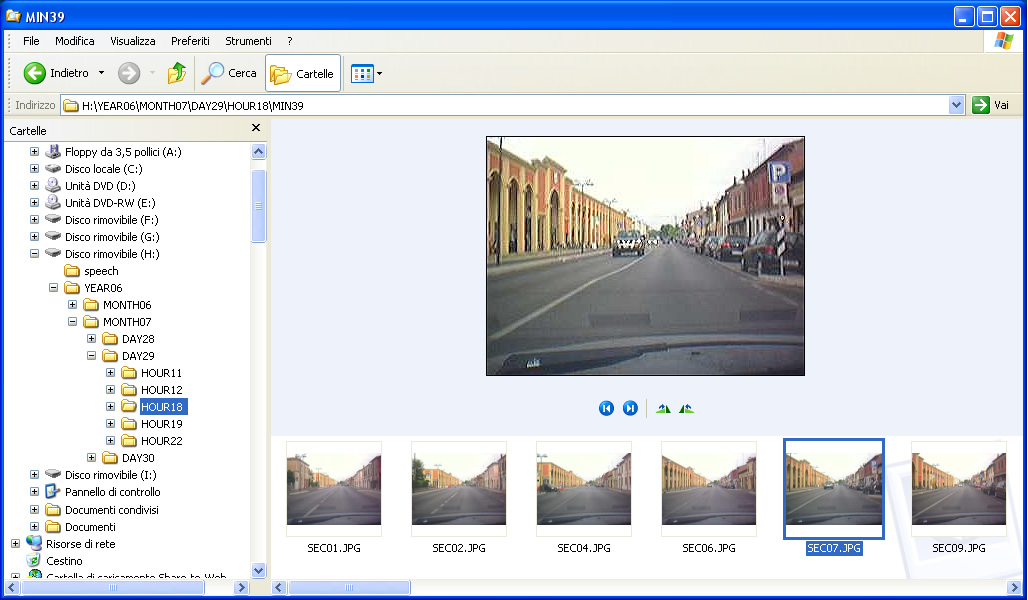 MIN39
File Modifica Visualizza Preferiti Strumenti ?
Indietro Cerca Cartelle
Indirizzo H:\YEAR06\MONTH07\DAY29\HOUR18\MIN39 Vai
Cartelle
Floppy da 3,5 pollici (A:)
Disco locale (C:)
Unità DVD (D:)
Unità DVD-RW (E:)
Disco rimovibile (F:)
Disco rimovibile (G:)
Disco rimovibile (H:)
speech
YEAR06
MONTH06
MONTH07
DAY28
DAY29
HOUR11
HOUR12
HOUR18
HOUR19
HOUR22
DAY30
Disco rimovibile (I:)
Pannello di controllo
Documenti condivisi
Documenti
Risorse di rete
Cestino
Cartella di caricamento Share-to-Web
P
SEC01.JPG SEC02.JPG SEC04.JPG SEC06.JPG SEC07.JPG SEC09.JPG